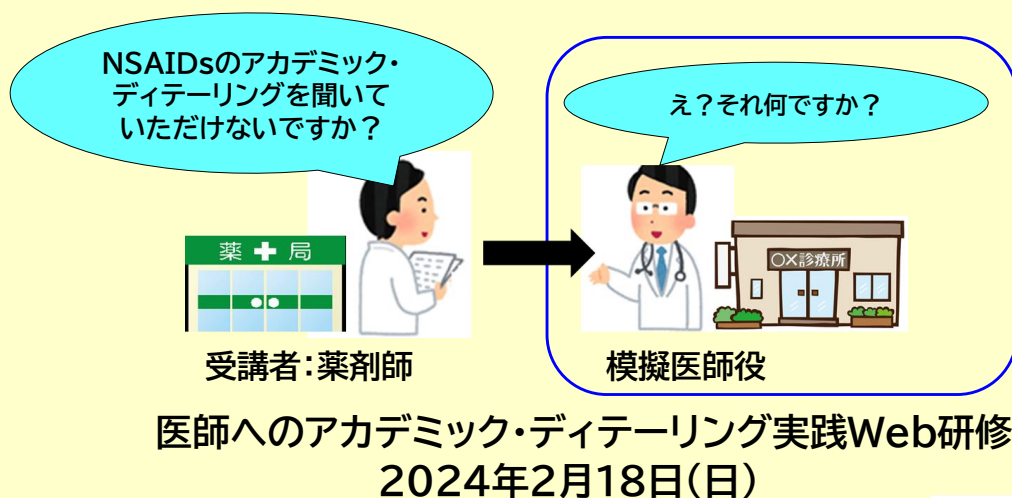 NSAIDsのアカデミック・
ディテーリングを聞いて
いただけないですか？
え？それ何ですか？
薬 局
○×診療所
受講者：薬剤師
模擬医師役
医師へのアカデミック・ディテーリング実践Web研修
2024年2月18日（日）